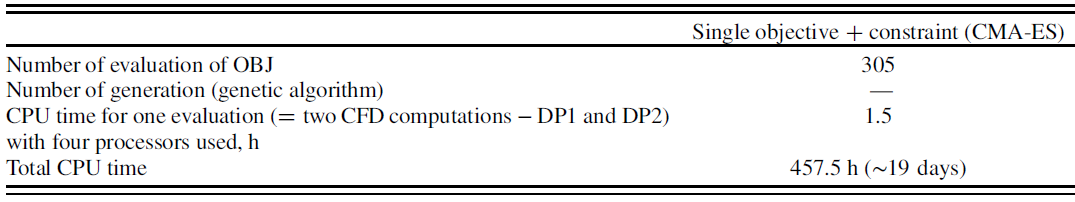 Single objective + constraint (CMA-ES)
Number of evaluation of OBJ 305
Number of generation (genetic algorithm) —
CPU time for one evaluation (= two CFD computations − DP1 and DP2) 1.5
with four processors used, h
Total CPU time 457.5 h (~19 days)